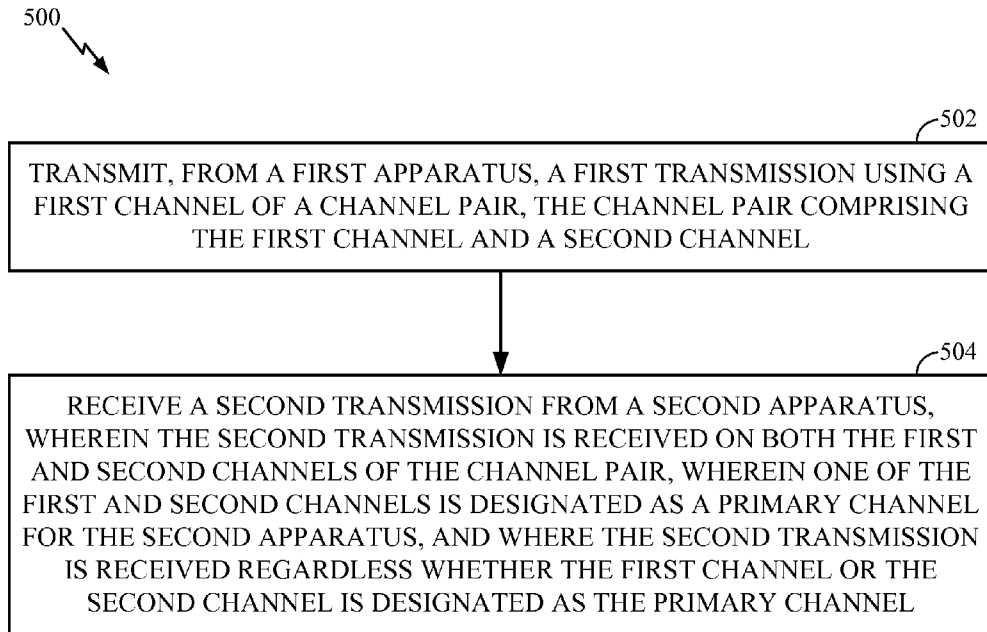 500
502
TRANSMIT, FROM A FIRST APPARATUS, A FIRST TRANSMISSION USING A
FIRST CHANNEL OF A CHANNEL PAIR, THE CHANNEL PAIR COMPRISING
THE FIRST CHANNEL AND A SECOND CHANNEL
504
RECEIVE A SECOND TRANSMISSION FROM A SECOND APPARATUS,
WHEREIN THE SECOND TRANSMISSION IS RECEIVED ON BOTH THE FIRST
AND SECOND CHANNELS OF THE CHANNEL PAIR, WHEREIN ONE OF THE
FIRST AND SECOND CHANNELS IS DESIGNATED AS A PRIMARY CHANNEL
FOR THE SECOND APPARATUS, AND WHERE THE SECOND TRANSMISSION
IS RECEIVED REGARDLESS WHETHER THE FIRST CHANNEL OR THE
SECOND CHANNEL IS DESIGNATED AS THE PRIMARY CHANNEL